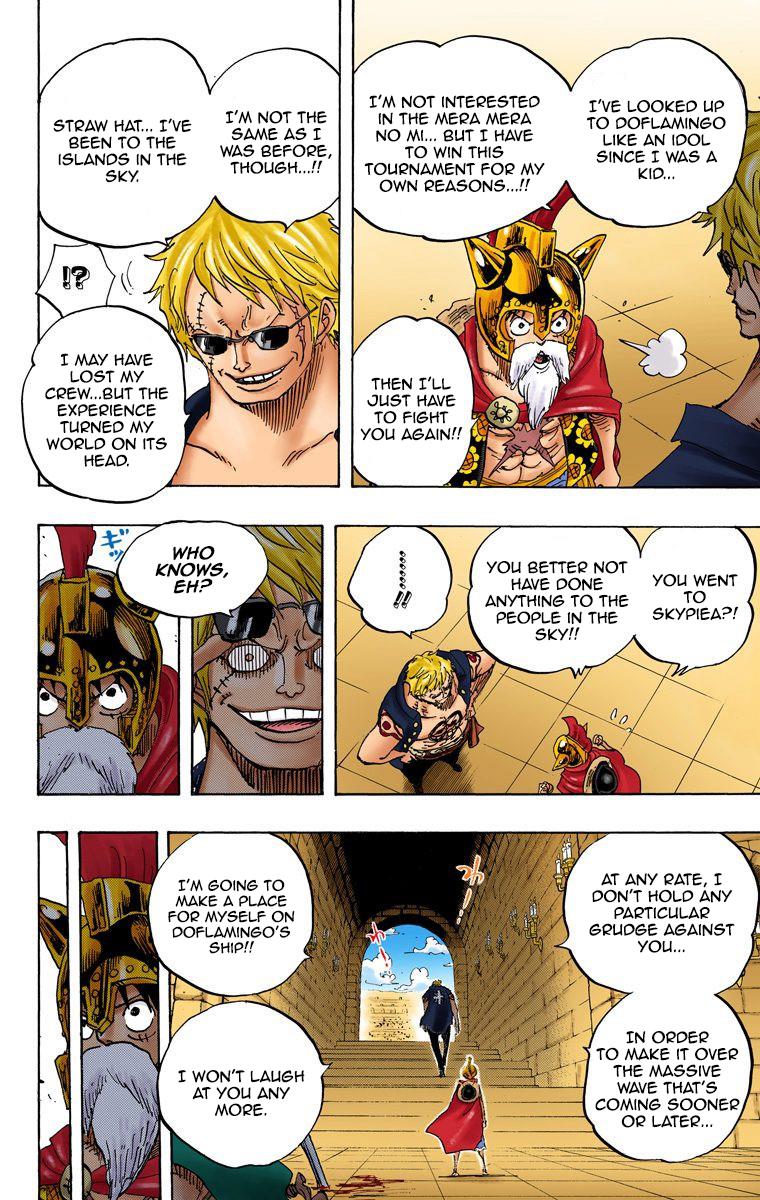 I'VE LOOKED UP
TO DOFLAMINGO
LIKE AN IDOL
SINCE I WAS A
KID...
I'M NOT INTERESTED
IN THE MERA MERA
NO MI... BUT I HAVE
TO WIN THIS
TOURNAMENT FOR MY
OWN REASONS...!!
THEN I'LL
JUST HAVE
TO FIGHT
YOU AGAIN!!
I'M NOT THE
SAME AS I
WAS BEFORE,
THOUGH...!!
STRAW HAT... I'VE
BEEN TO THE
ISLANDS IN THE
SKY.
!?
I MAY HAVE
LOST MY
CREW...BUT THE
EXPERIENCE
TURNED MY
WORLD ON ITS
HEAD.
YOU WENT
TO
SKYPIEA?!
YOU BETTER NOT
HAVE DONE
ANYTHING TO THE
PEOPLE IN THE
SKY!!
......!!
WHO
KNOWS,
EH?
ギッ
AT ANY RATE, I
DON'T HOLD ANY
PARTICULAR
GRUDGE AGAINST
YOU...
IN ORDER
TO MAKE IT OVER
THE MASSIVE
WAVE THAT'S
COMING SOONER
OR LATER...
ワー!
ワー!
I'M GOING TO
MAKE A PLACE
FOR MYSELF ON
DOFLAMINGO'S
SHIP!!
I WON'T LAUGH
AT YOU ANY
MORE.